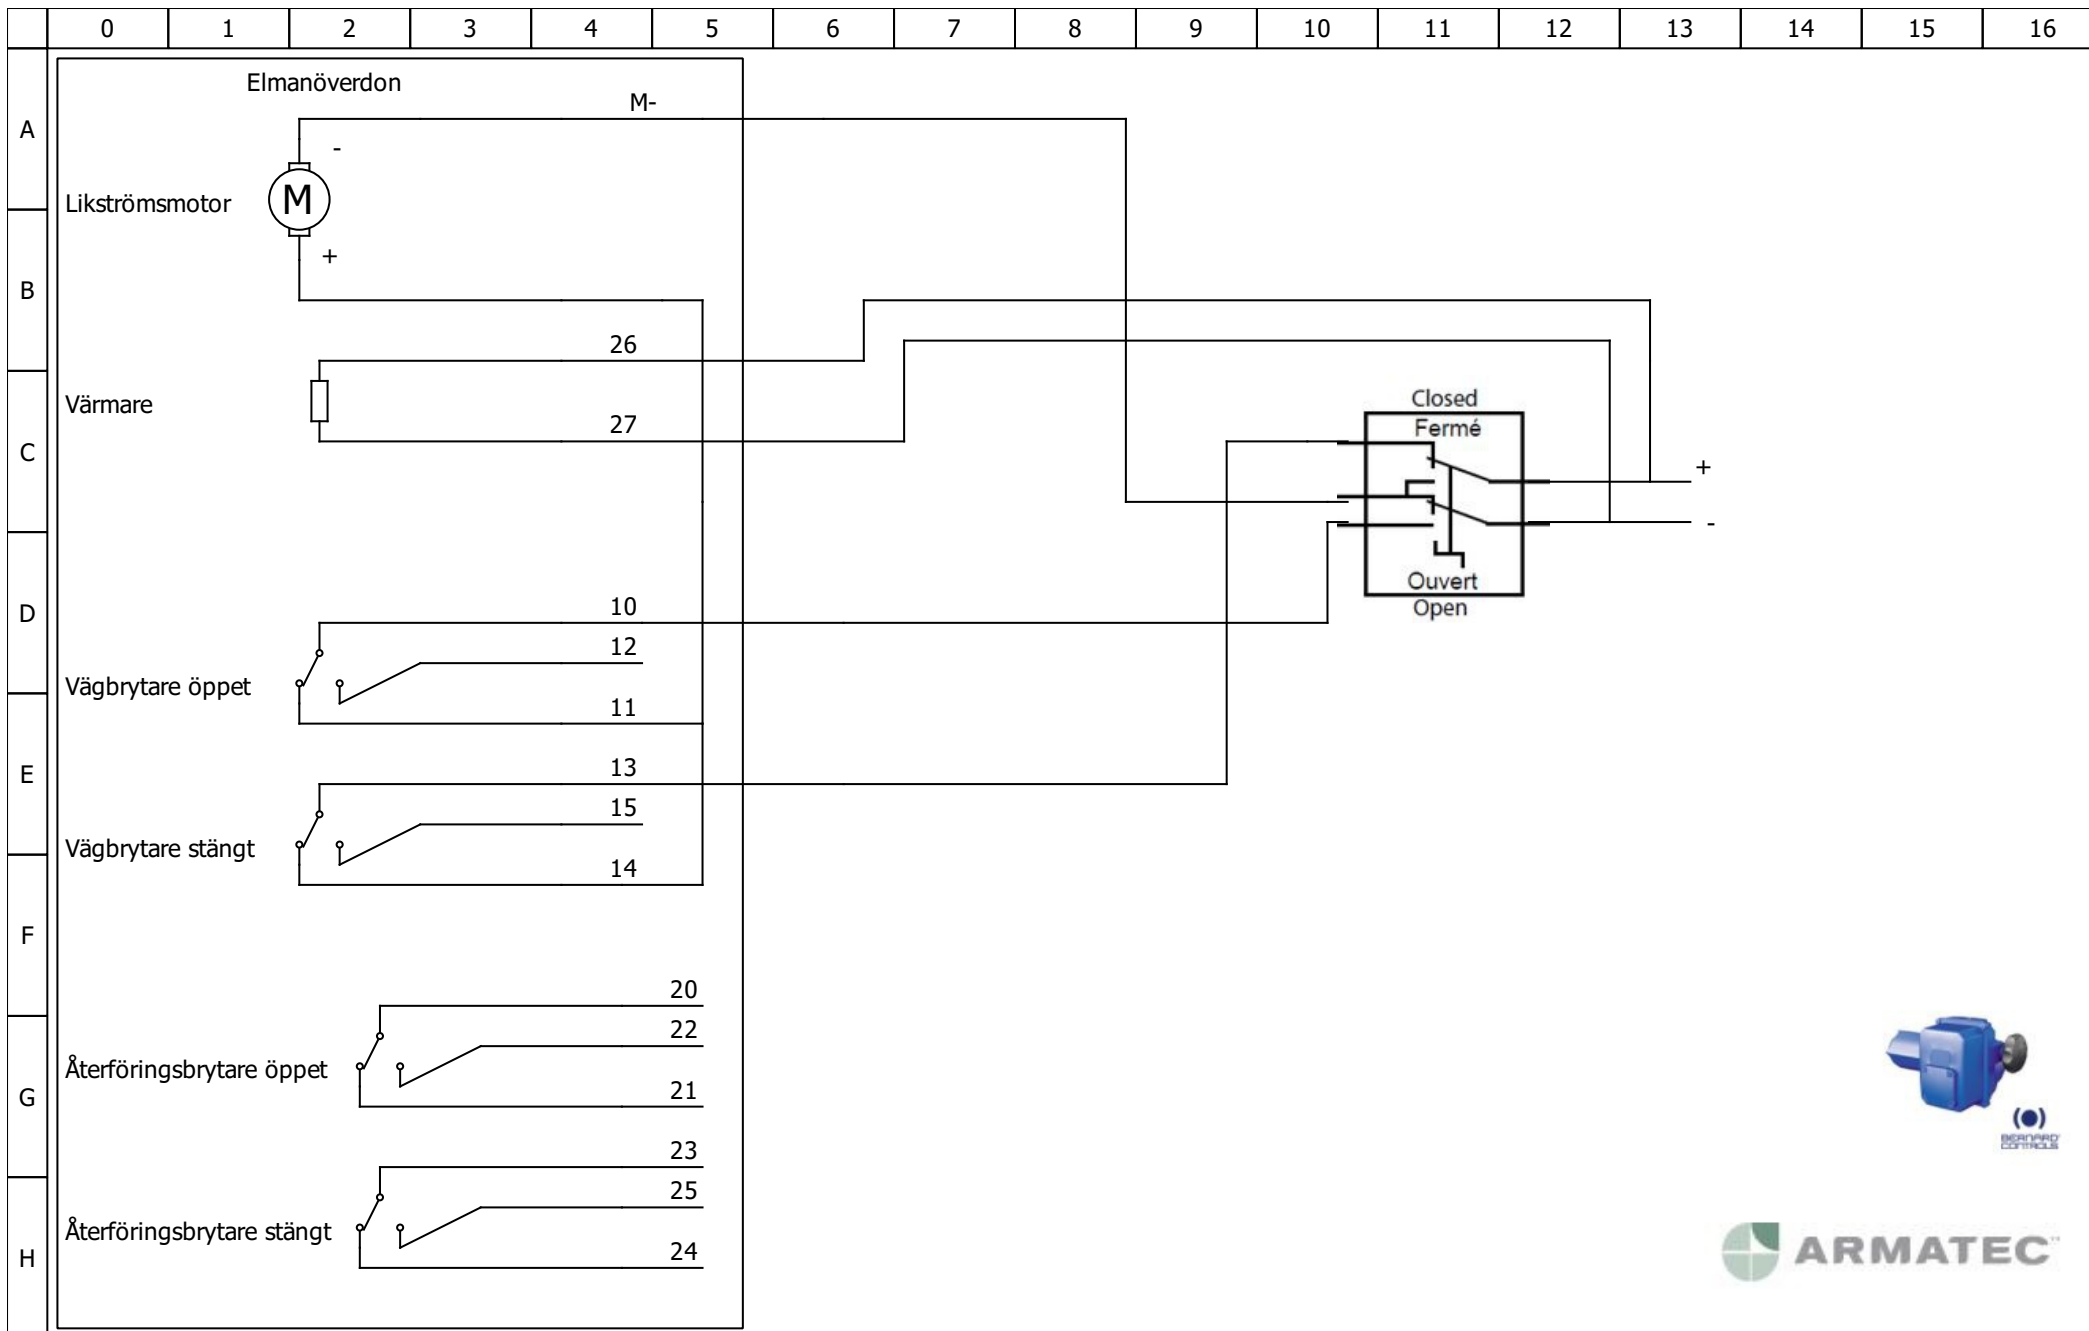 0 1 2 3 4 5 6 7 8 9 10 11 12 13 14 15 16
A
Elmanöverdon
M-
-
Likströmsmotor
M
+
B
26
Värmare
27
C
Closed
Fermé
+
-
Ouvert
Open
D
10
12
Vägbrytare öppet
11
E
13
15
Vägbrytare stängt
14
F
20
22
Återföringsbrytare öppet
21
G
23
25
Återföringsbrytare stängt
24
H
BERNARD
CONTROLS
ARMATEC